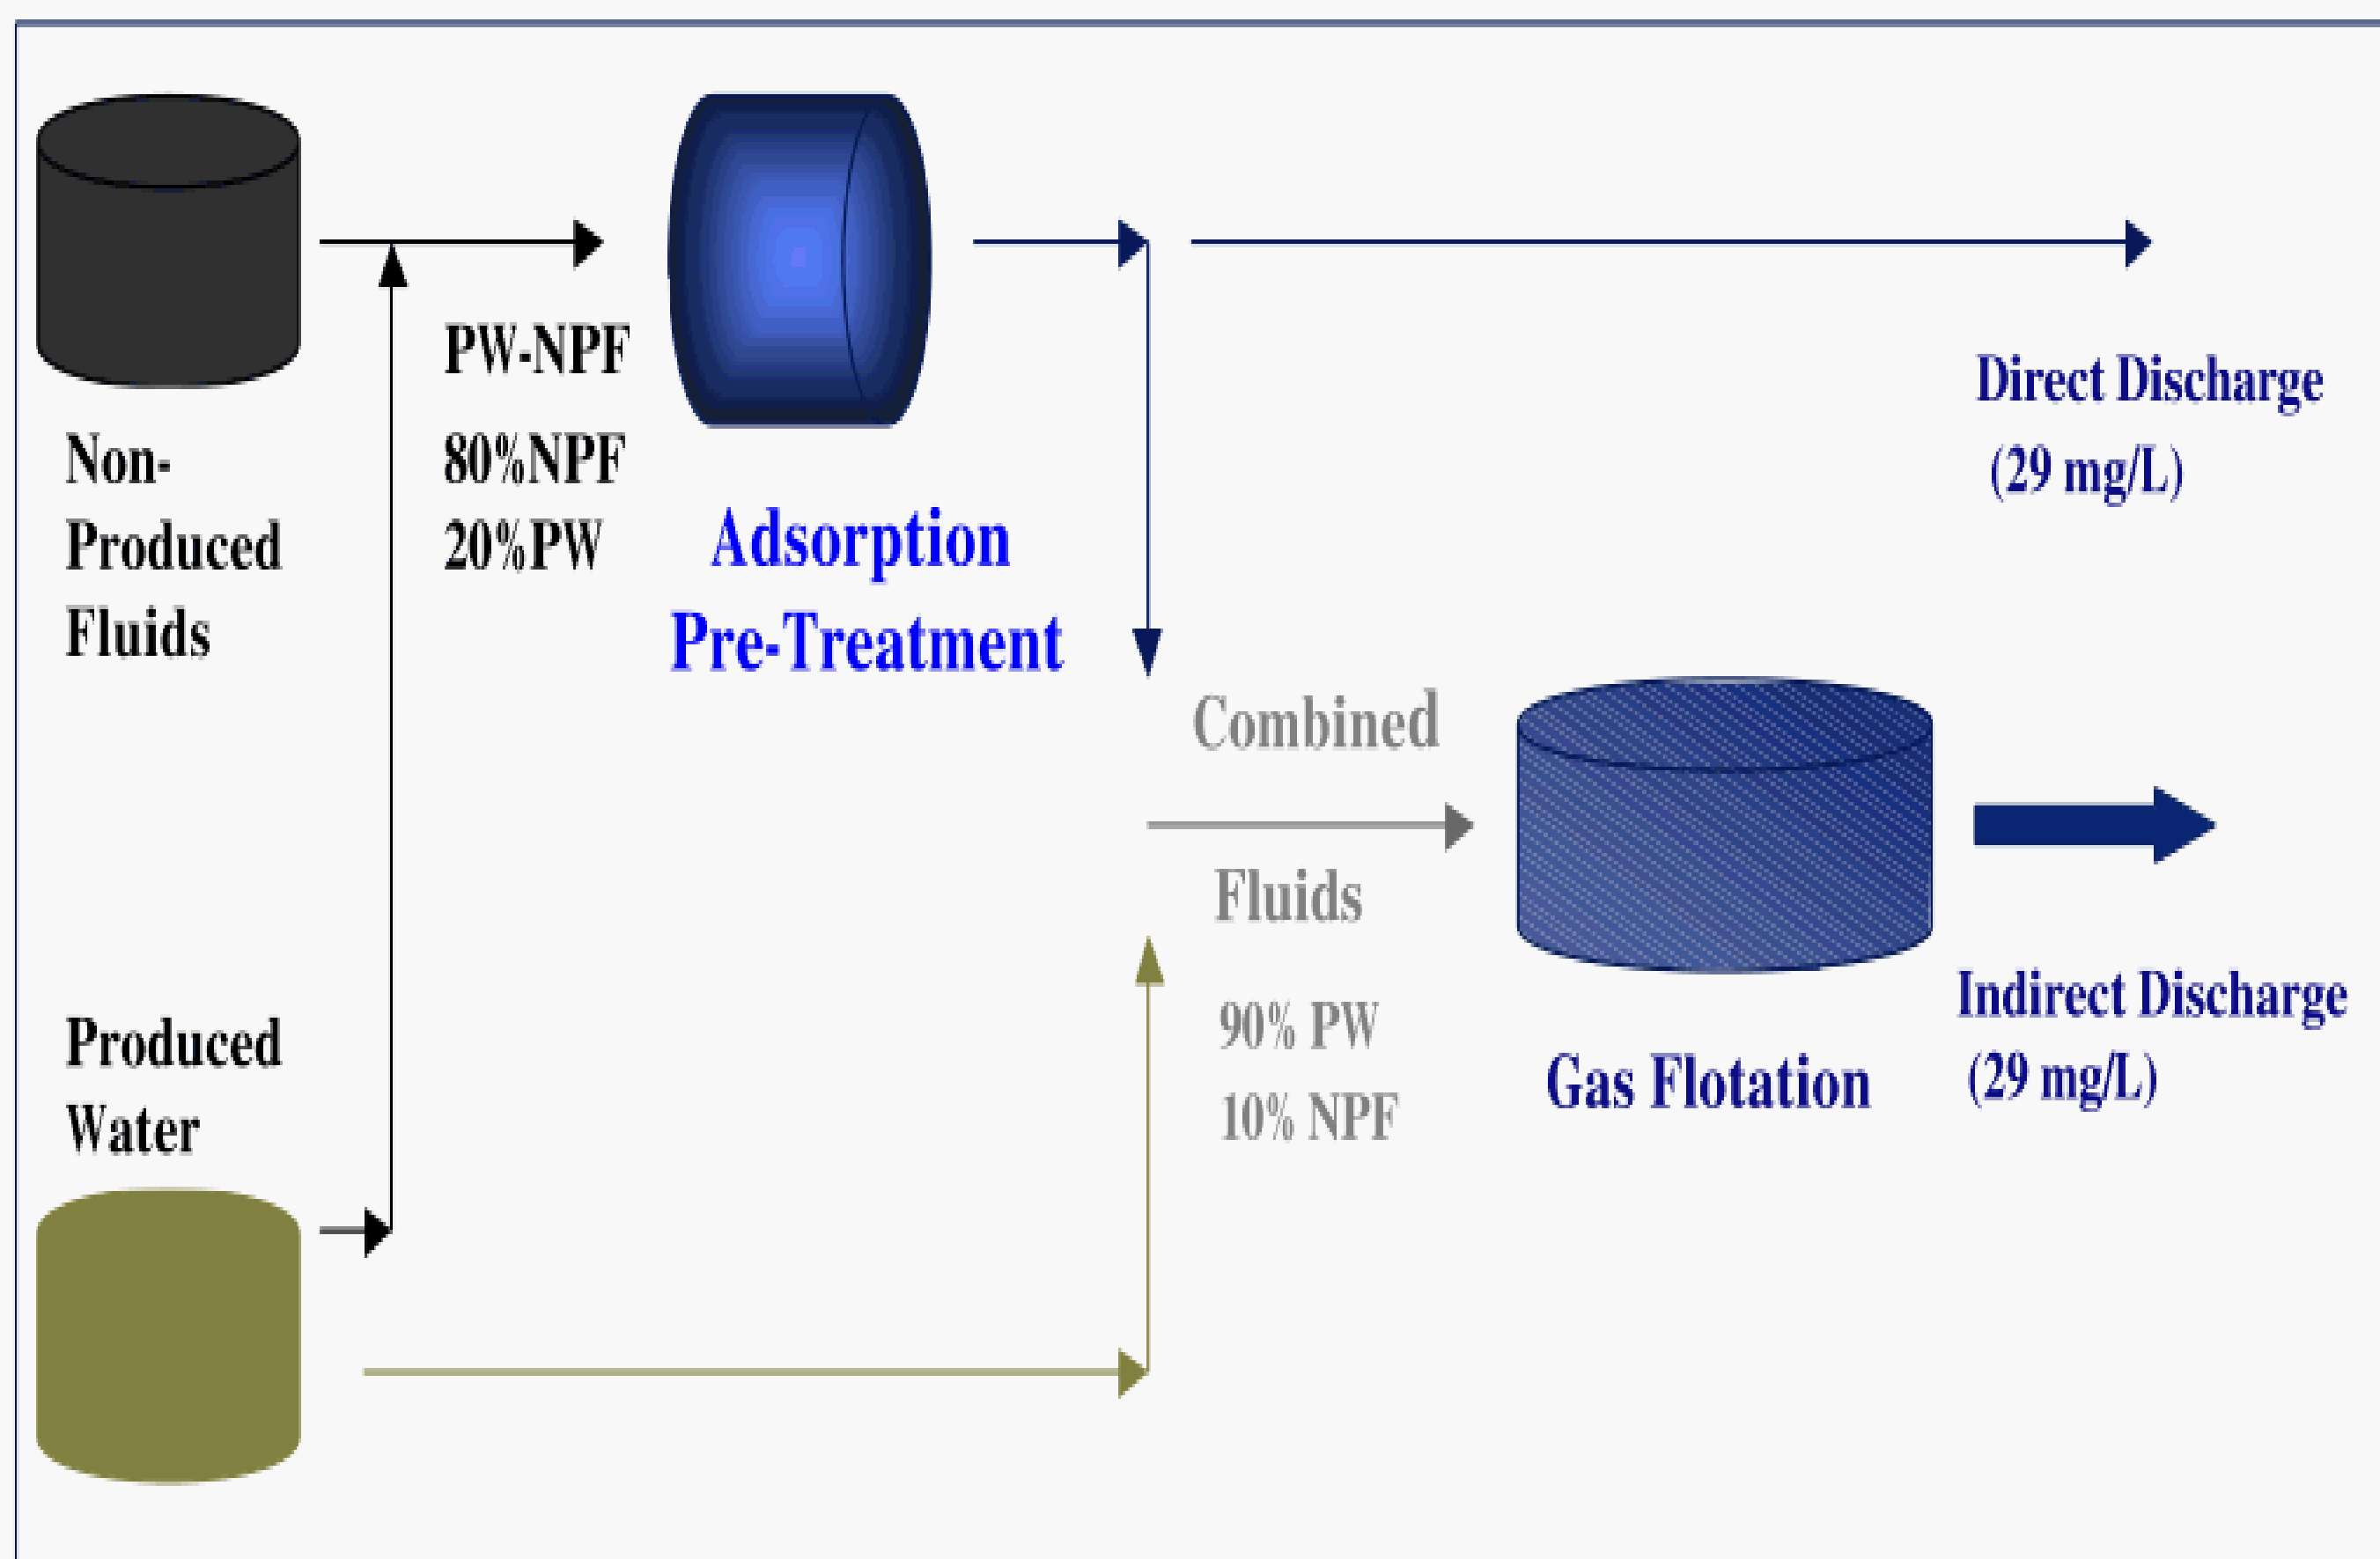 Non-
Produced
Fluids
PW-NPF
80%NPF
20%PW
Adsorption
Pre-Treatment
Direct Discharge
(29 mg/L)
Combined
Fluids
90% PW
10% NPF
Gas Flotation
Indirect Discharge
(29 mg/L)
Produced
Water